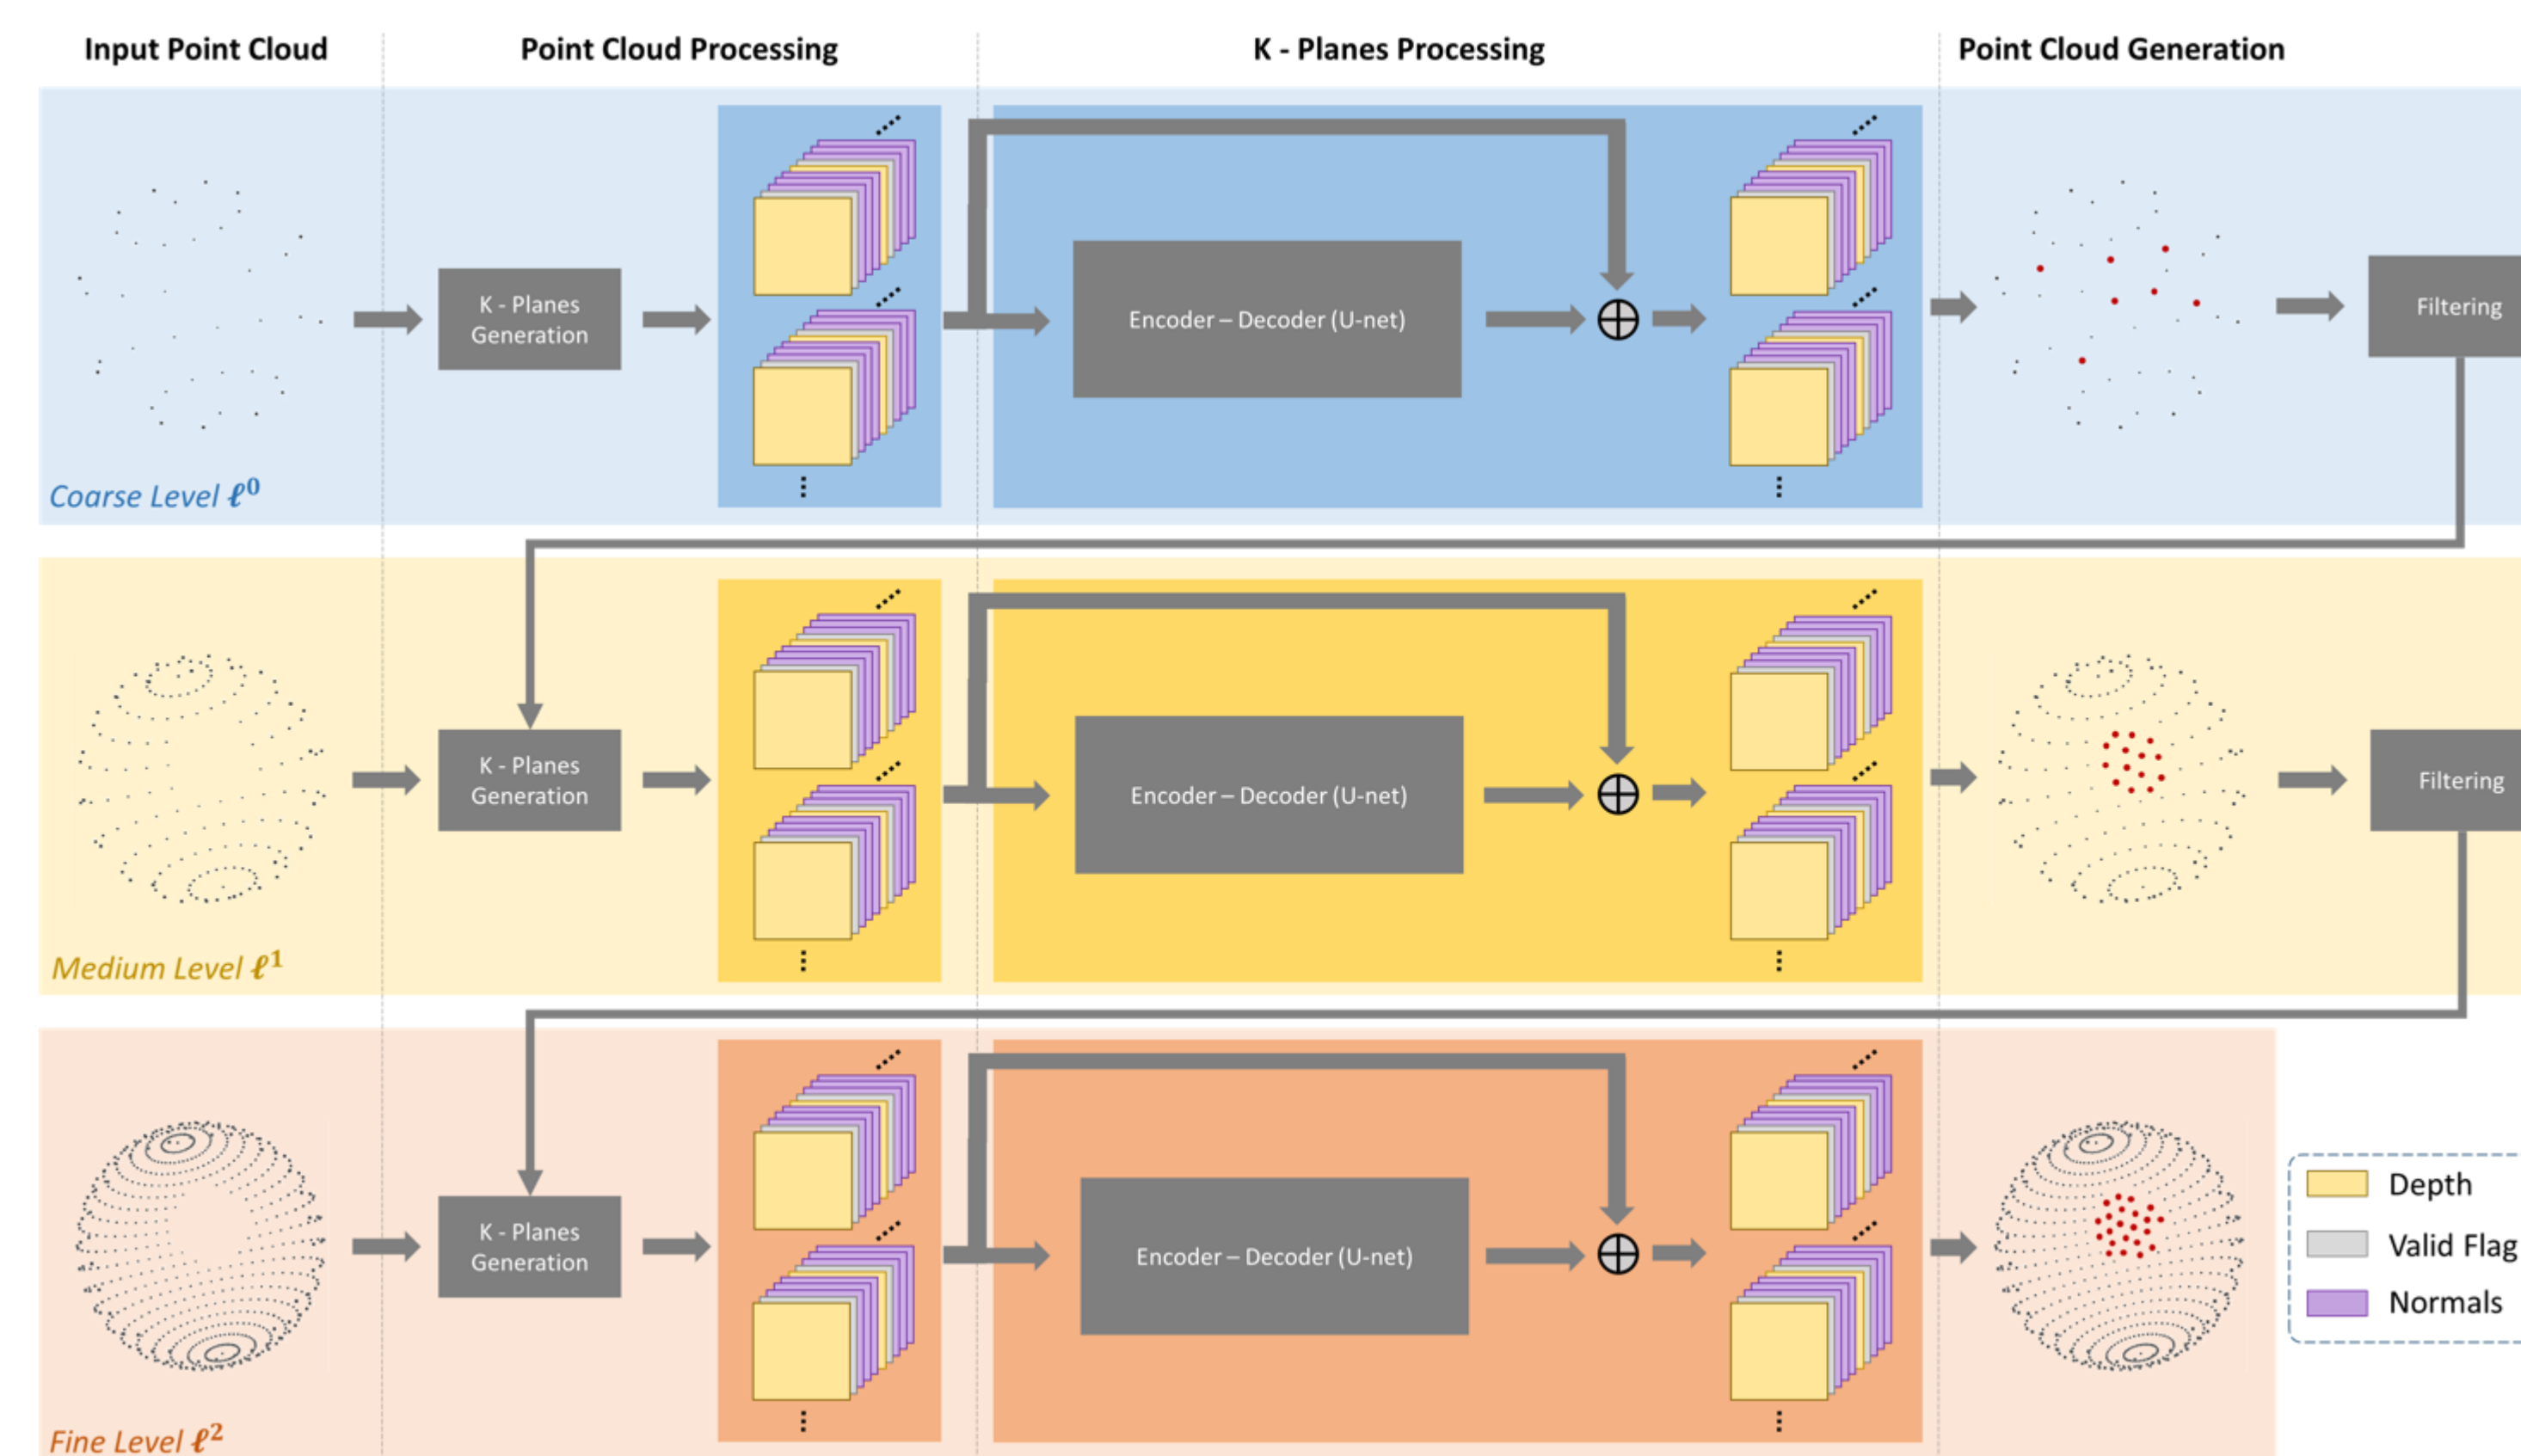 Input Point Cloud
Point Cloud Processing
K - Planes Processing
Point Cloud Generation
K - Planes
Generation
Encoder – Decoder (U-net)
Filtering
Coarse Level ℓ⁰
K - Planes
Generation
Encoder – Decoder (U-net)
Filtering
Medium Level ℓ¹
K - Planes
Generation
Encoder – Decoder (U-net)
Depth
Valid Flag
Normals
Fine Level ℓ²